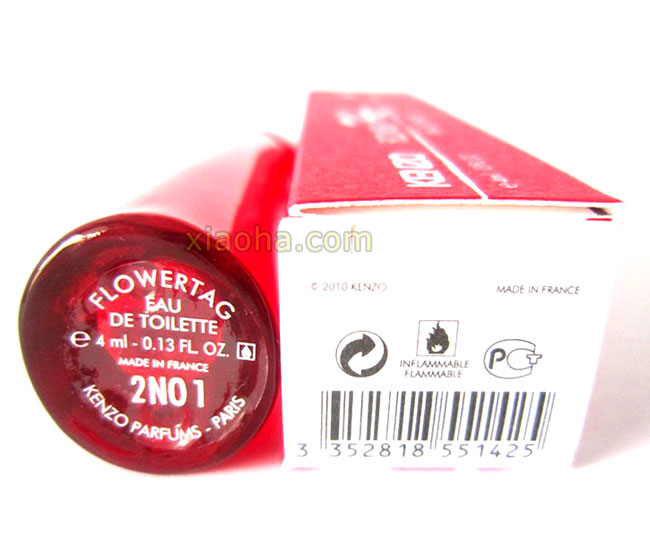 KENZO
xiaoha.com
FLOWERTAG
EAU
DE TOILETTE
e 4 ml - 0.13 FL. OZ.
MADE IN FRANCE
2N01
KENZO PARFUMS - PARIS
© 2010 KENZO
MADE IN FRANCE
INFLAMMABLE
FLAMMABLE
3 352818 551425